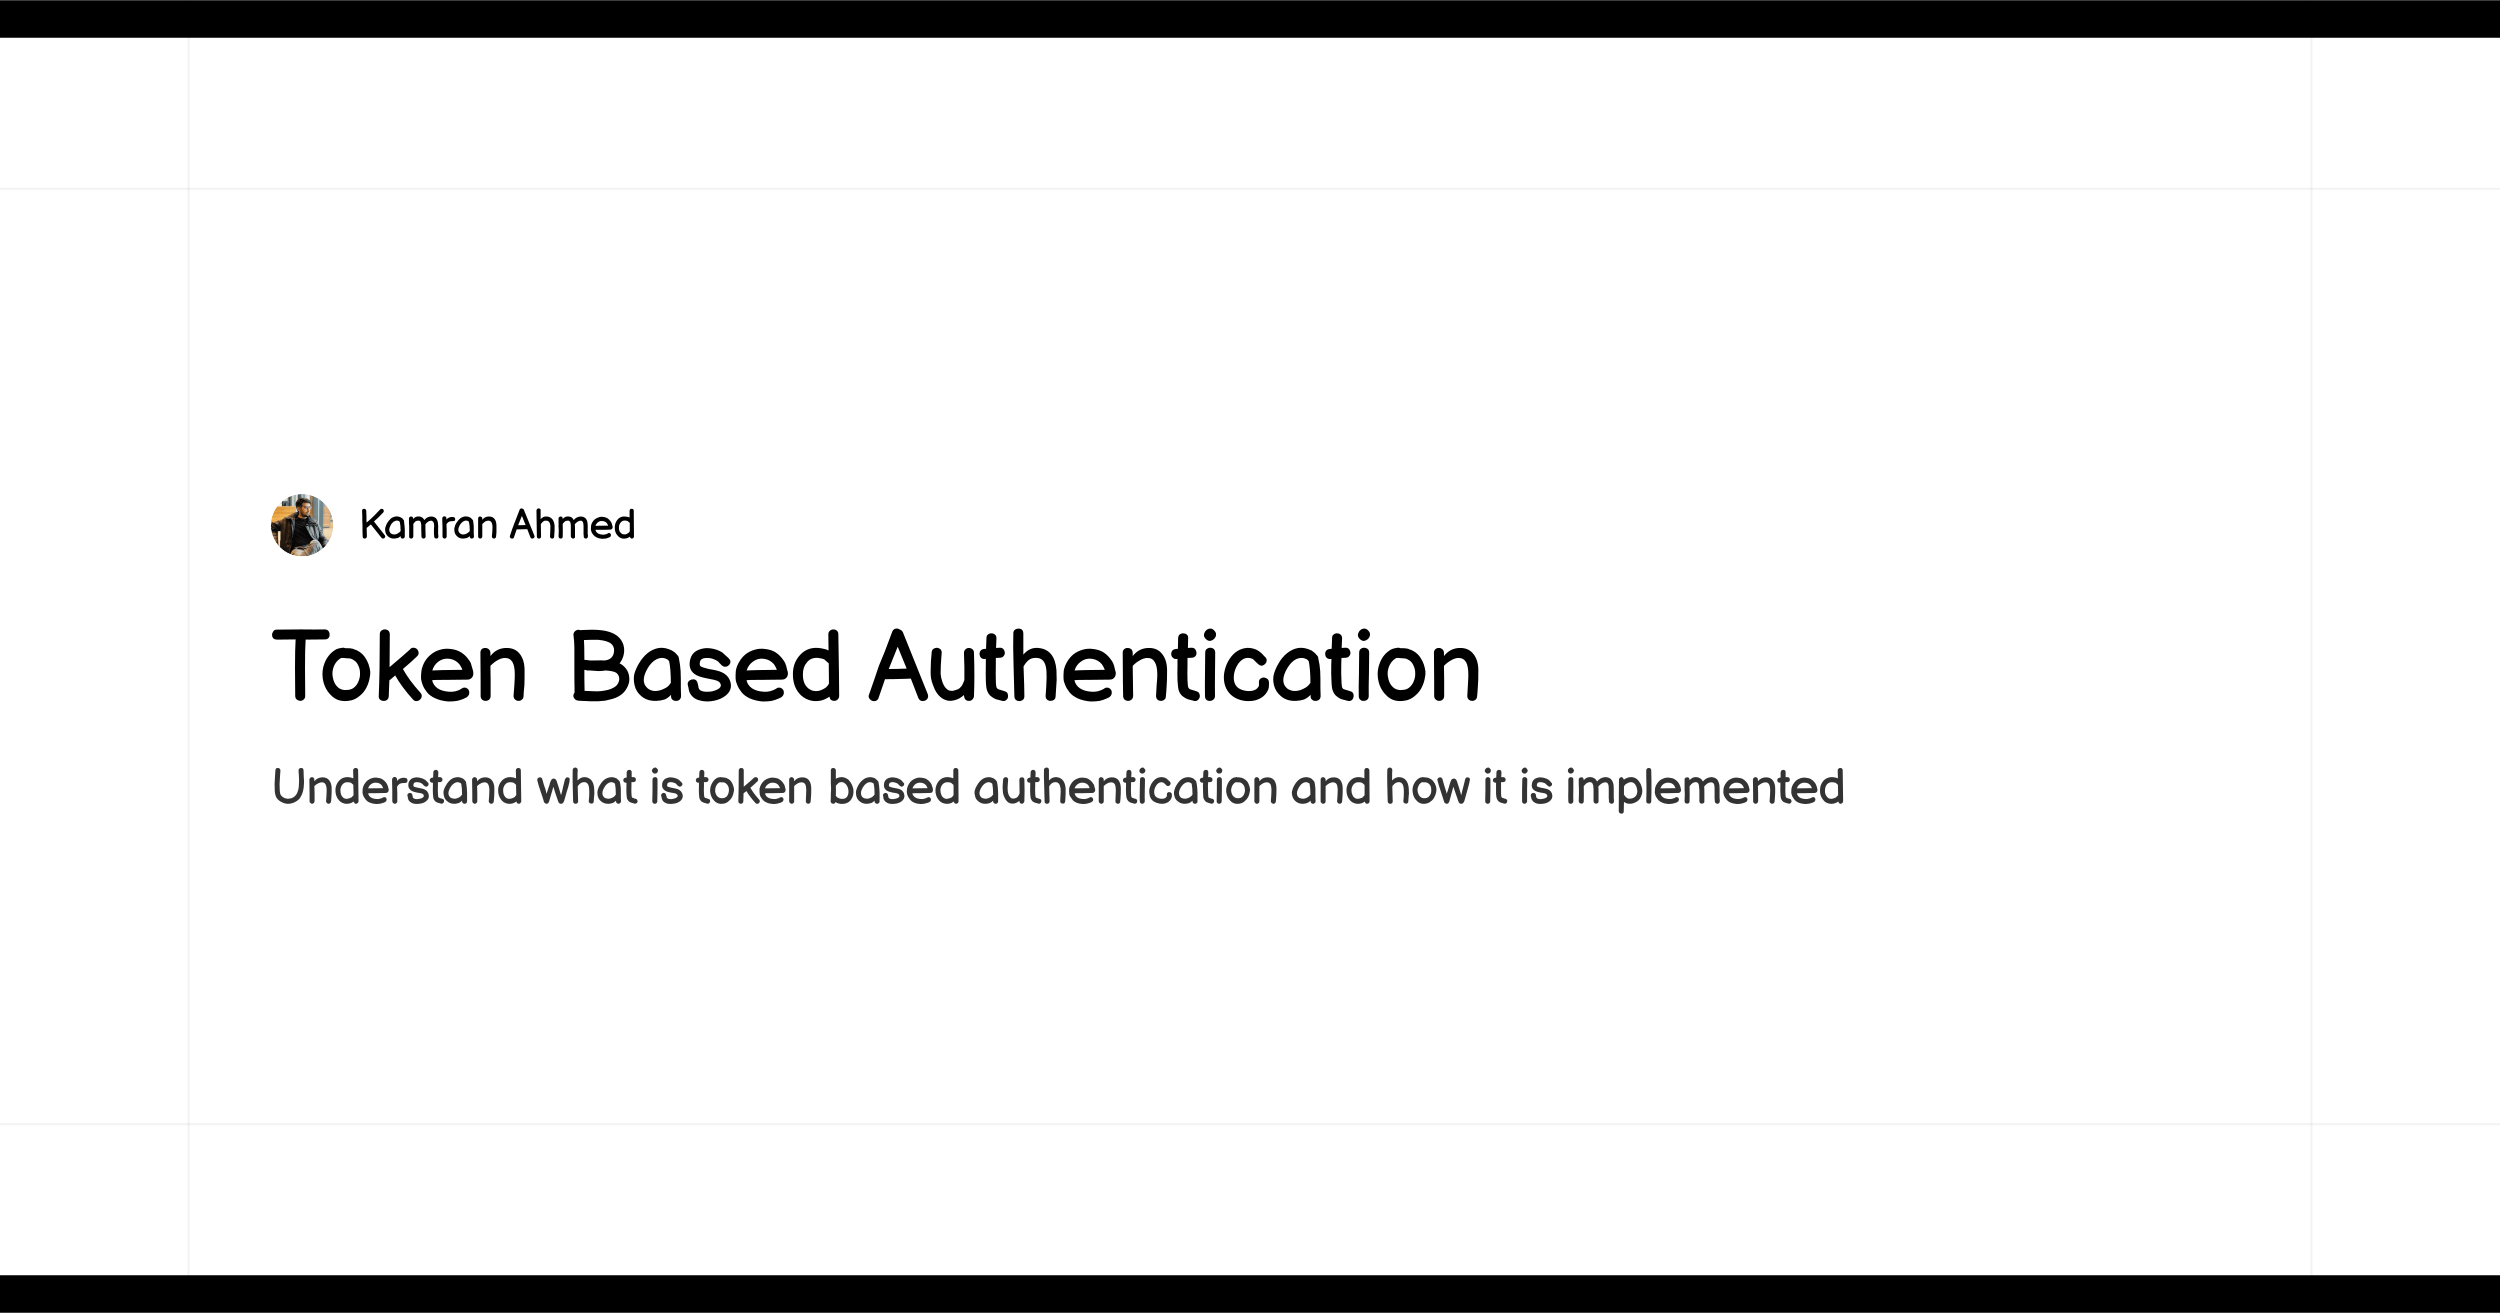 Kamran Ahmed
Token Based Authentication
Understand what is token based authentication and how it is implemented